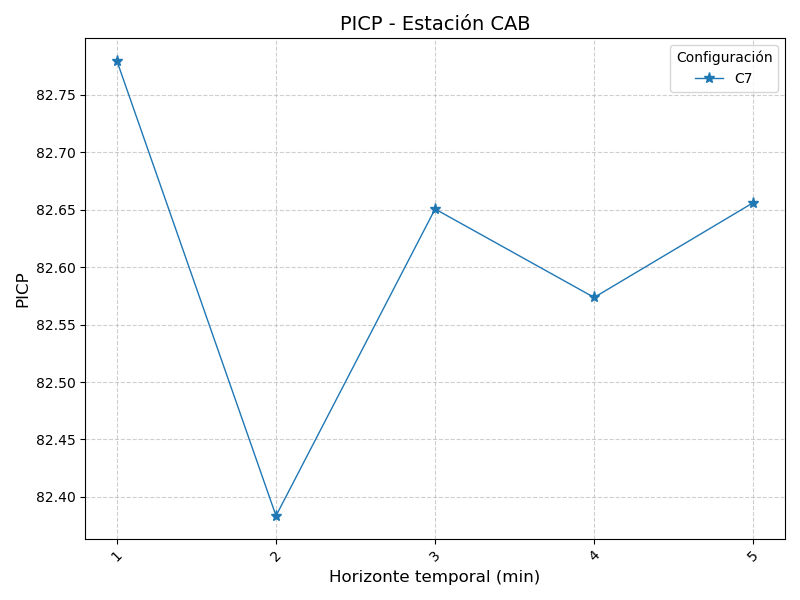 PICP - Estación CAB
Configuración
C7
82.75
82.70
82.65
82.60
82.55
82.50
82.45
82.40
PICP
1
2
3
4
5
Horizonte temporal (min)